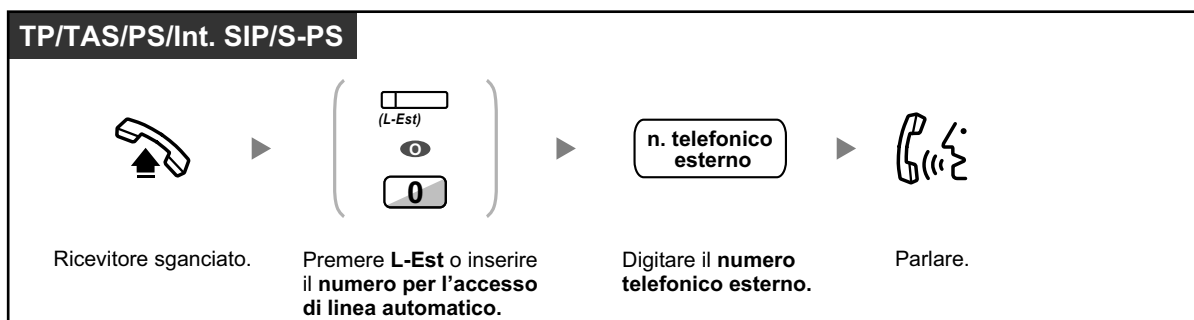 TP/TAS/PS/Int. SIP/S-PS
(L-Est)
O
0
n. telefonico
esterno
Ricevitore sganciato.
Premere L-Est o inserire
il numero per l'accesso
di linea automatico.
Digitare il numero
telefonico esterno.
Parlare.